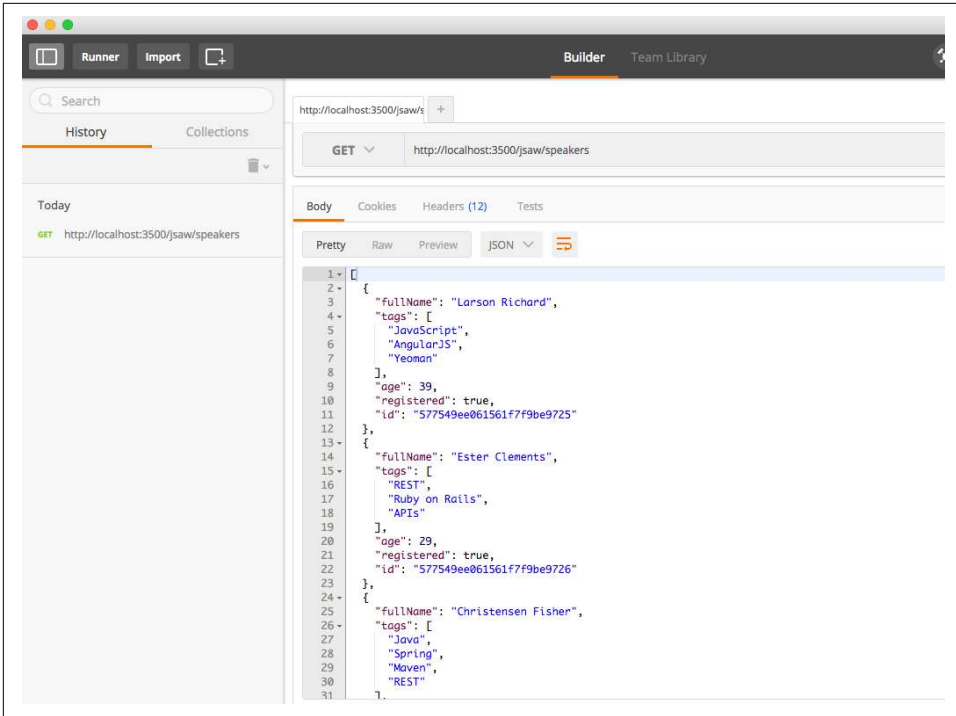 Runner Import
Builder Team Library
Search
History Collections
Today
GET http://localhost:3500/jsaw/speakers
http://localhost:3500/jsaw/s +
GET http://localhost:3500/jsaw/speakers
Body Cookies Headers (12) Tests
Pretty Raw Preview JSON
1 [
2 {
3 "fullName": "Larson Richard",
4 "tags": [
5 "JavaScript",
6 "AngularJS",
7 "Yeoman"
8 ],
9 "age": 39,
10 "registered": true,
11 "id": "577549ee061561f7f9be9725"
12 },
13 {
14 "fullName": "Ester Clements",
15 "tags": [
16 "REST",
17 "Ruby on Rails",
18 "APIs"
19 ],
20 "age": 29,
21 "registered": true,
22 "id": "577549ee061561f7f9be9726"
23 },
24 {
25 "fullName": "Christensen Fisher",
26 "tags": [
27 "Java",
28 "Spring",
29 "Maven",
30 "REST"
31 ],